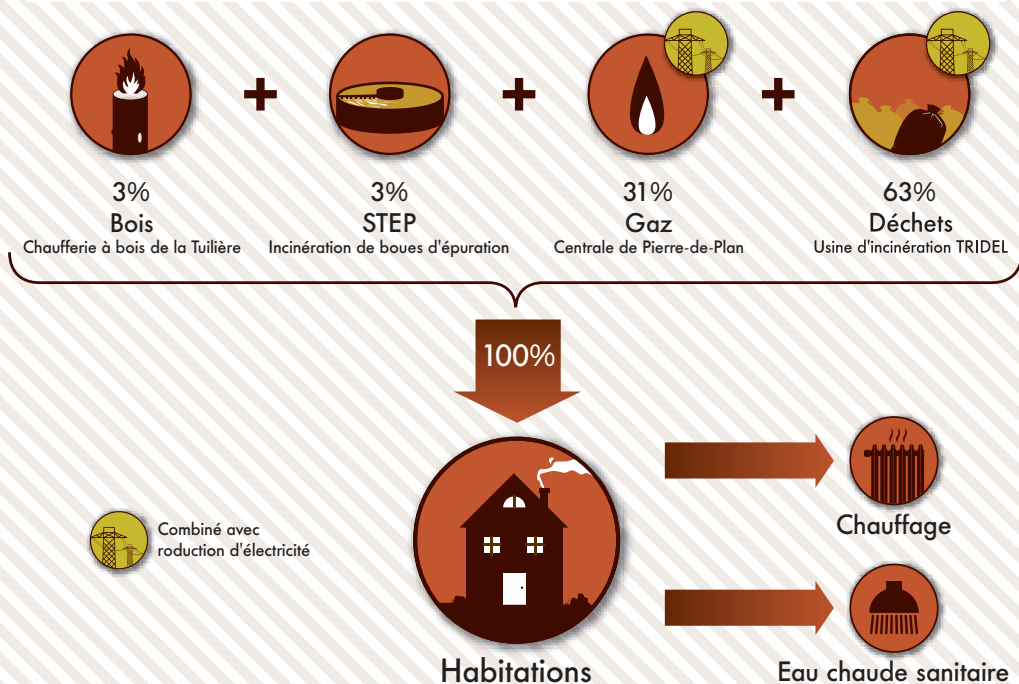 3%
Bois
Chaufferie à bois de la Tuilière
3%
STEP
Incinération de boues d'épuration
31%
Gaz
Centrale de Pierre-de-Plan
63%
Déchets
Usine d'incinération TRIDEL
100%
Combiné avec
roduction d'électricité
Habitations
Chauffage
Eau chaude sanitaire